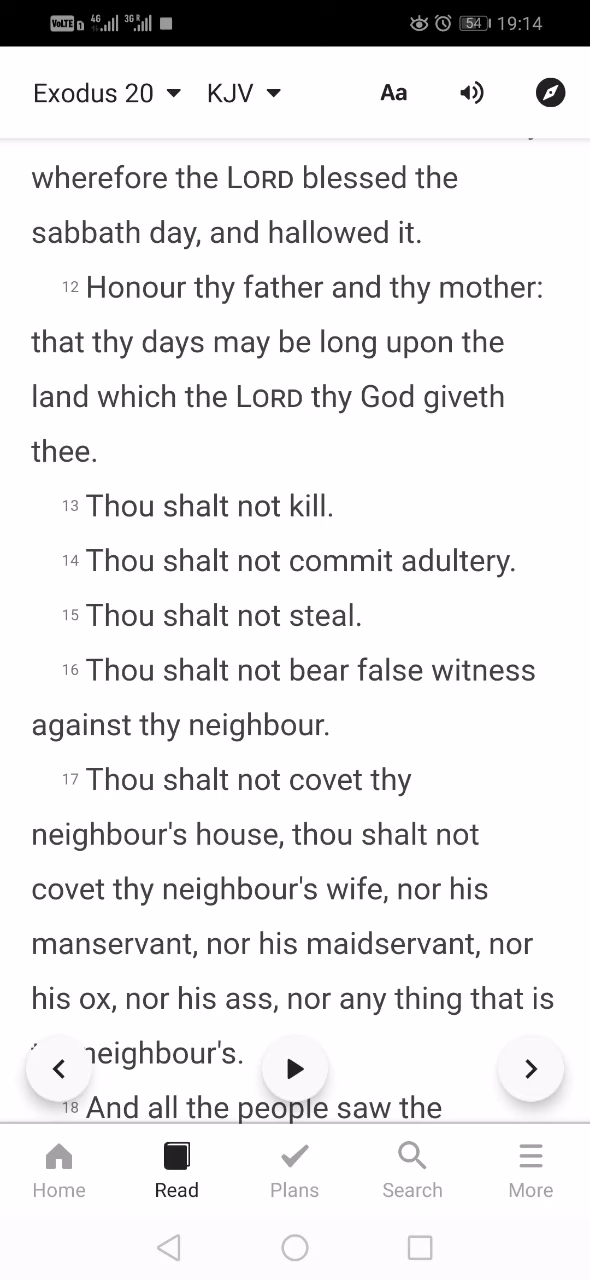 VoLTE 1 4G 3G R 54 19:14
Exodus 20 KJV Aa
wherefore the LORD blessed the
sabbath day, and hallowed it.
12 Honour thy father and thy mother:
that thy days may be long upon the
land which the LORD thy God giveth
thee.
13 Thou shalt not kill.
14 Thou shalt not commit adultery.
15 Thou shalt not steal.
16 Thou shalt not bear false witness
against thy neighbour.
17 Thou shalt not covet thy
neighbour's house, thou shalt not
covet thy neighbour's wife, nor his
manservant, nor his maidservant, nor
his ox, nor his ass, nor any thing that is
neighbour's.
18 And all the people saw the
Home Read Plans Search More